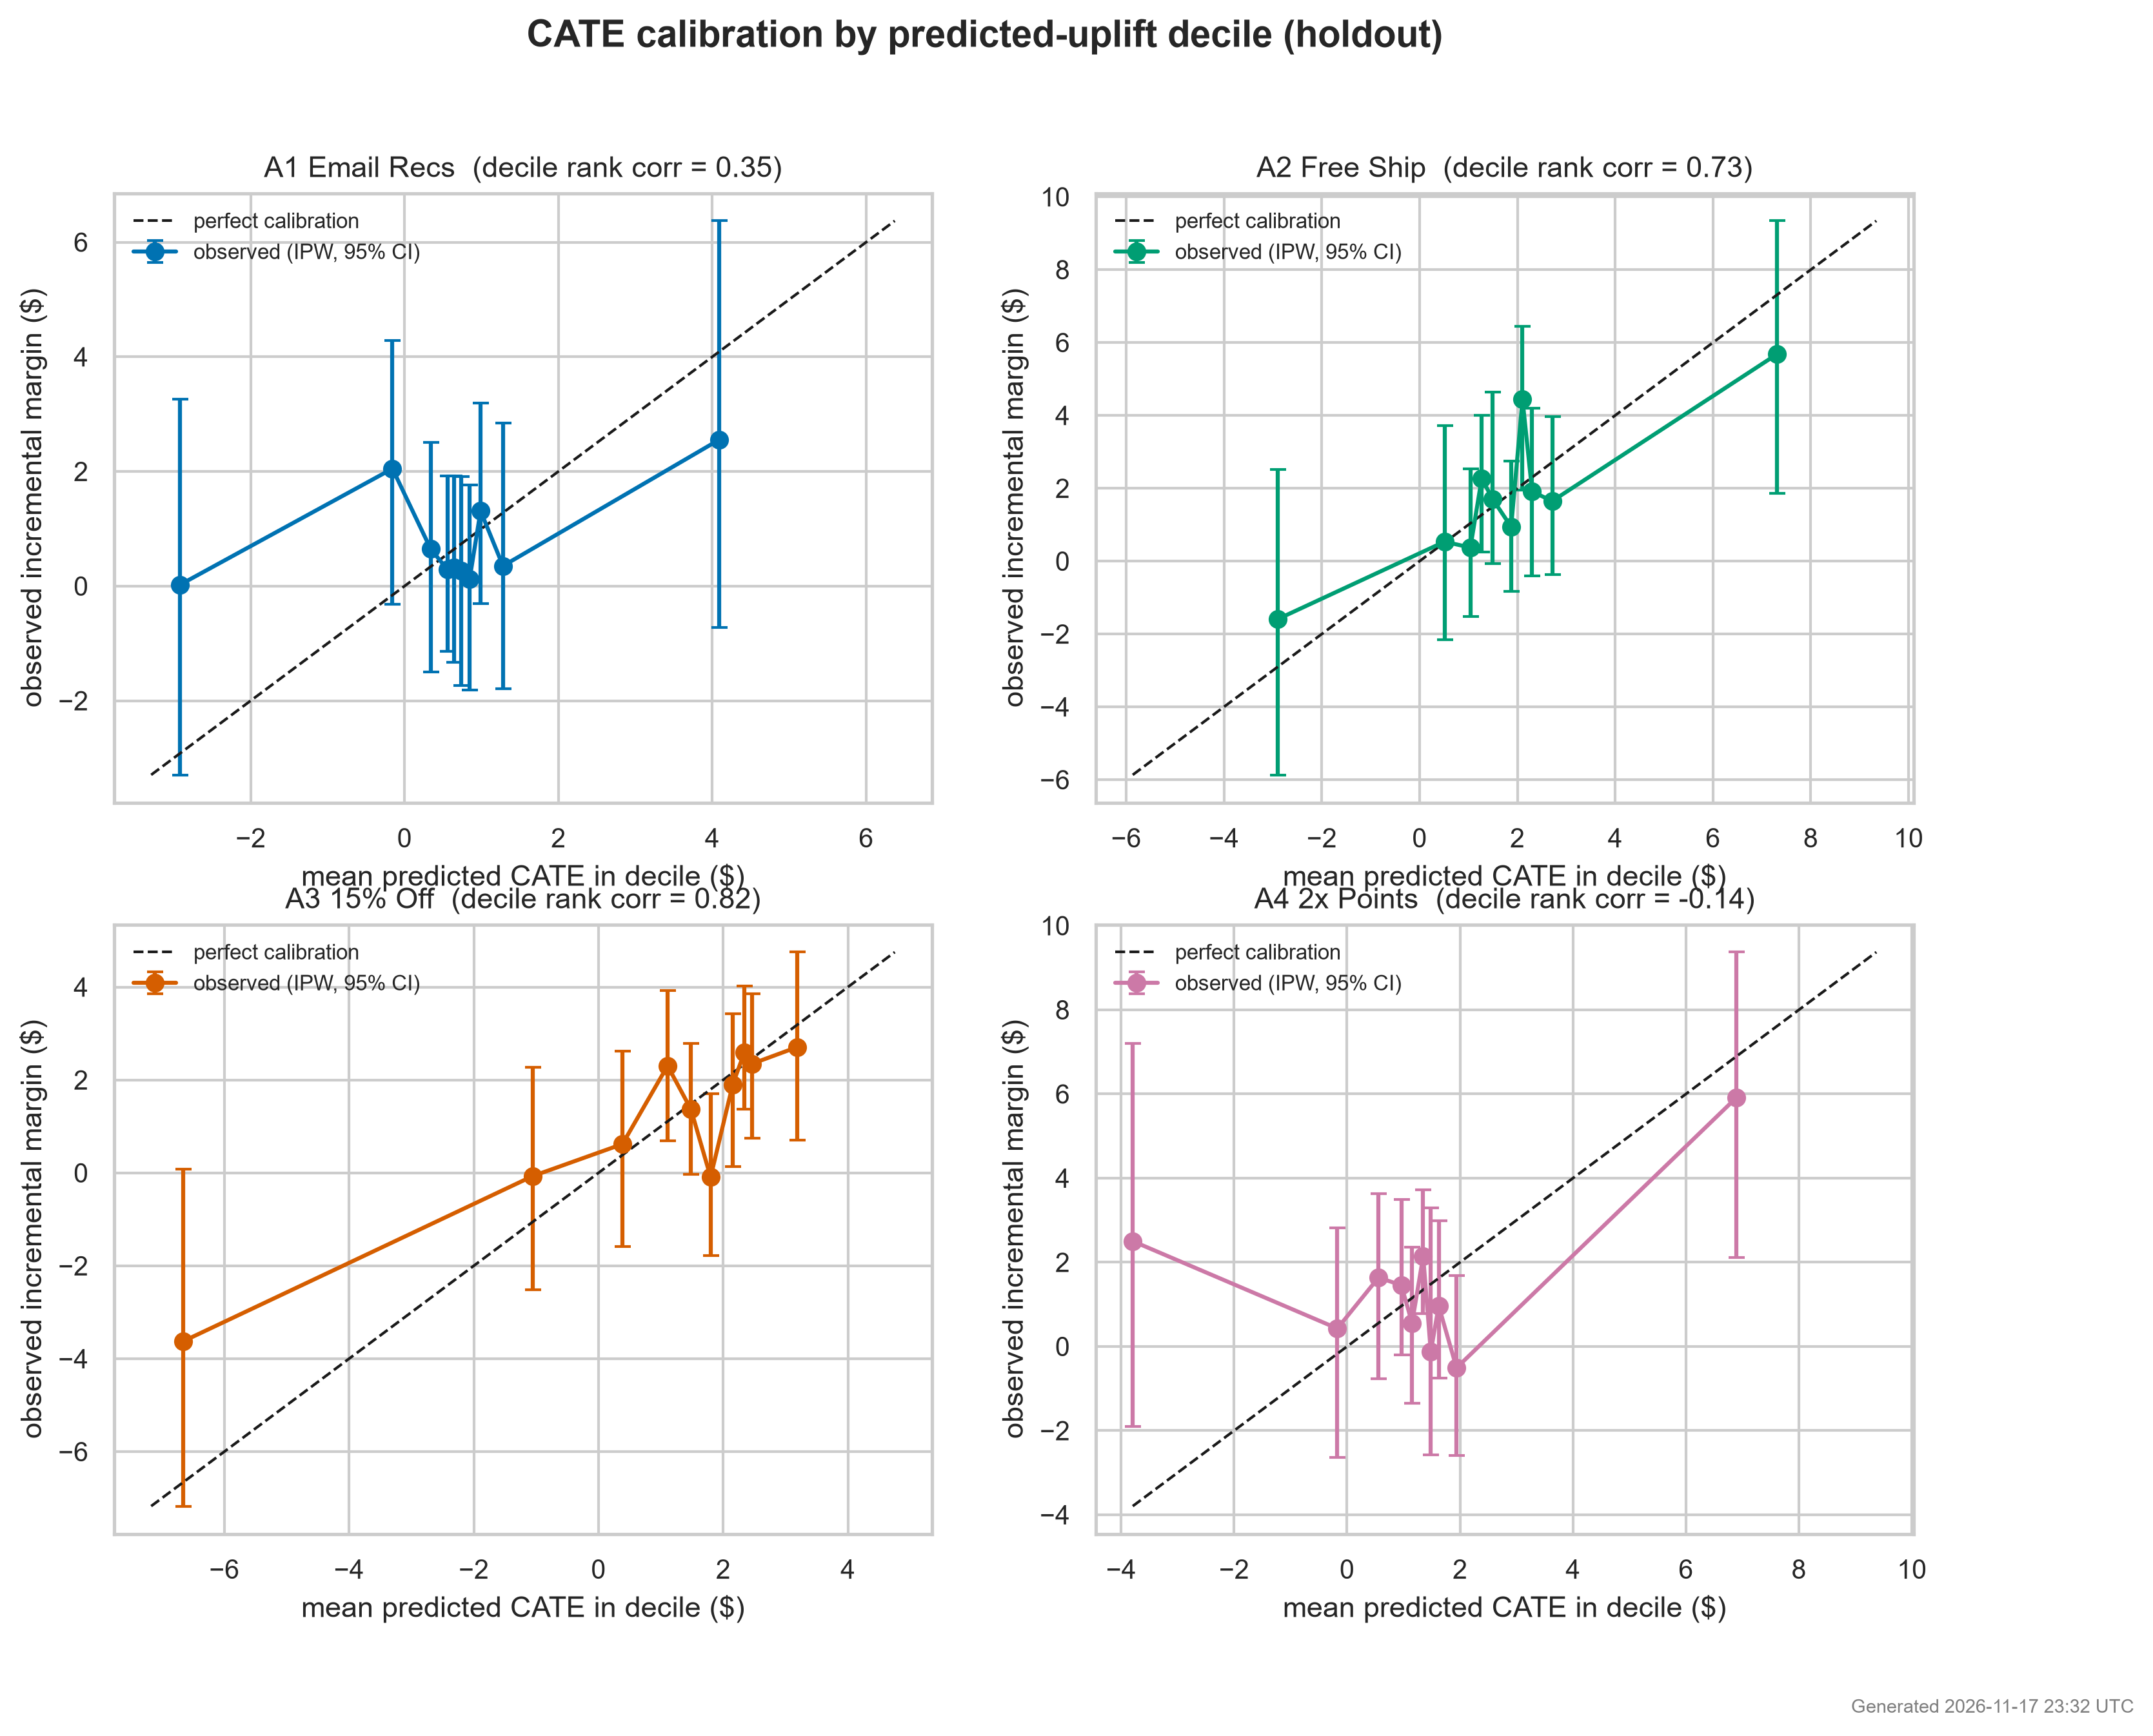 CATE calibration by predicted-uplift decile (holdout)
A1 Email Recs  (decile rank corr = 0.35)
perfect calibration
observed (IPW, 95% CI)
observed incremental margin ($)
6
4
2
0
−2
−2
0
2
4
6
mean predicted CATE in decile ($)
A2 Free Ship  (decile rank corr = 0.73)
perfect calibration
observed (IPW, 95% CI)
observed incremental margin ($)
10
8
6
4
2
0
−2
−4
−6
−6
−4
−2
0
2
4
6
8
10
mean predicted CATE in decile ($)
A3 15% Off  (decile rank corr = 0.82)
perfect calibration
observed (IPW, 95% CI)
observed incremental margin ($)
4
2
0
−2
−4
−6
−6
−4
−2
0
2
4
mean predicted CATE in decile ($)
A4 2x Points  (decile rank corr = -0.14)
perfect calibration
observed (IPW, 95% CI)
observed incremental margin ($)
10
8
6
4
2
0
−2
−4
−4
−2
0
2
4
6
8
10
mean predicted CATE in decile ($)
Generated 2026-11-17 23:32 UTC